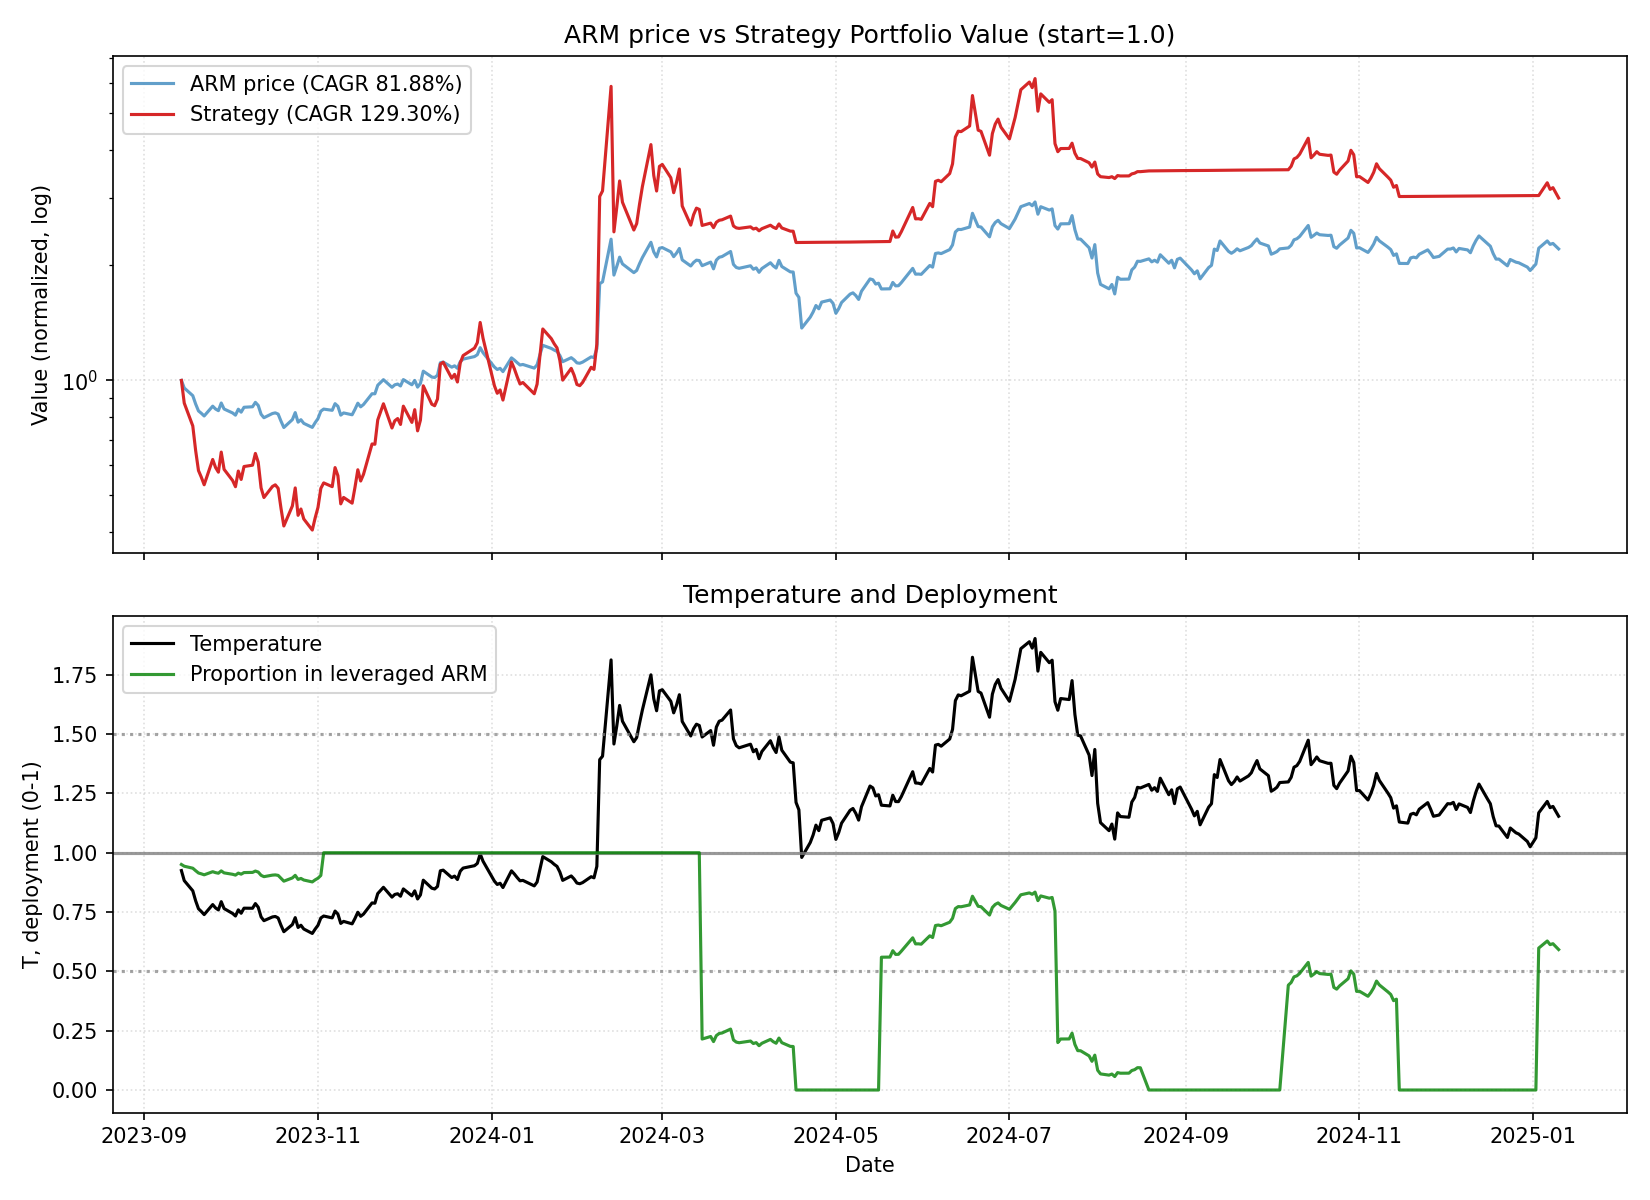 ARM price vs Strategy Portfolio Value (start=1.0)
ARM price (CAGR 81.88%)
Strategy (CAGR 129.30%)
Value (normalized, log)
10⁰
Temperature and Deployment
Temperature
Proportion in leveraged ARM
T, deployment (0-1)
1.75
1.50
1.25
1.00
0.75
0.50
0.25
0.00
2023-09 2023-11 2024-01 2024-03 2024-05 2024-07 2024-09 2024-11 2025-01
Date